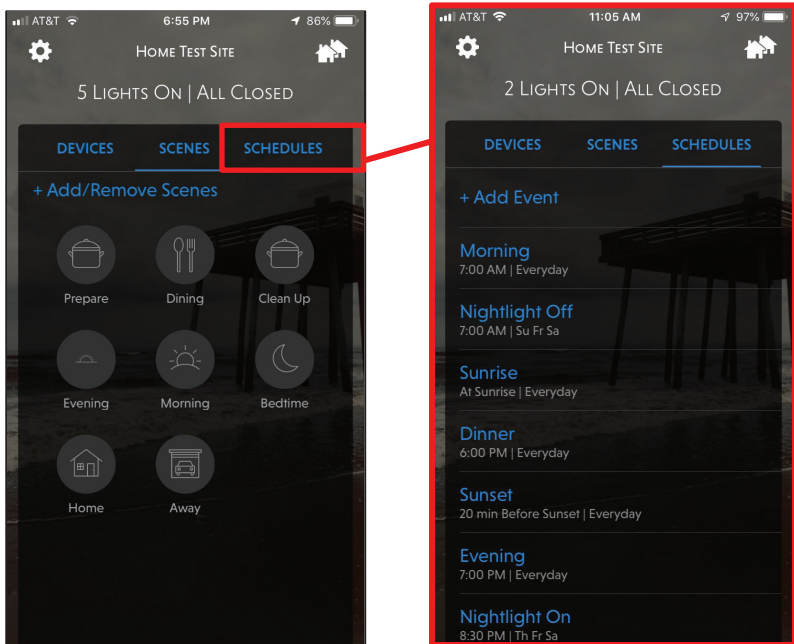 AT&T 6:55 PM 86%
HOME TEST SITE
5 LIGHTS ON | ALL CLOSED
DEVICES SCENES SCHEDULES
+ Add/Remove Scenes
Prepare Dining Clean Up
Evening Morning Bedtime
Home Away
AT&T 11:05 AM 97%
HOME TEST SITE
2 LIGHTS ON | ALL CLOSED
DEVICES SCENES SCHEDULES
+ Add Event
Morning
7:00 AM | Everyday
Nightlight Off
7:00 AM | Su Fr Sa
Sunrise
At Sunrise | Everyday
Dinner
6:00 PM | Everyday
Sunset
20 min Before Sunset | Everyday
Evening
7:00 PM | Everyday
Nightlight On
8:30 PM | Th Fr Sa